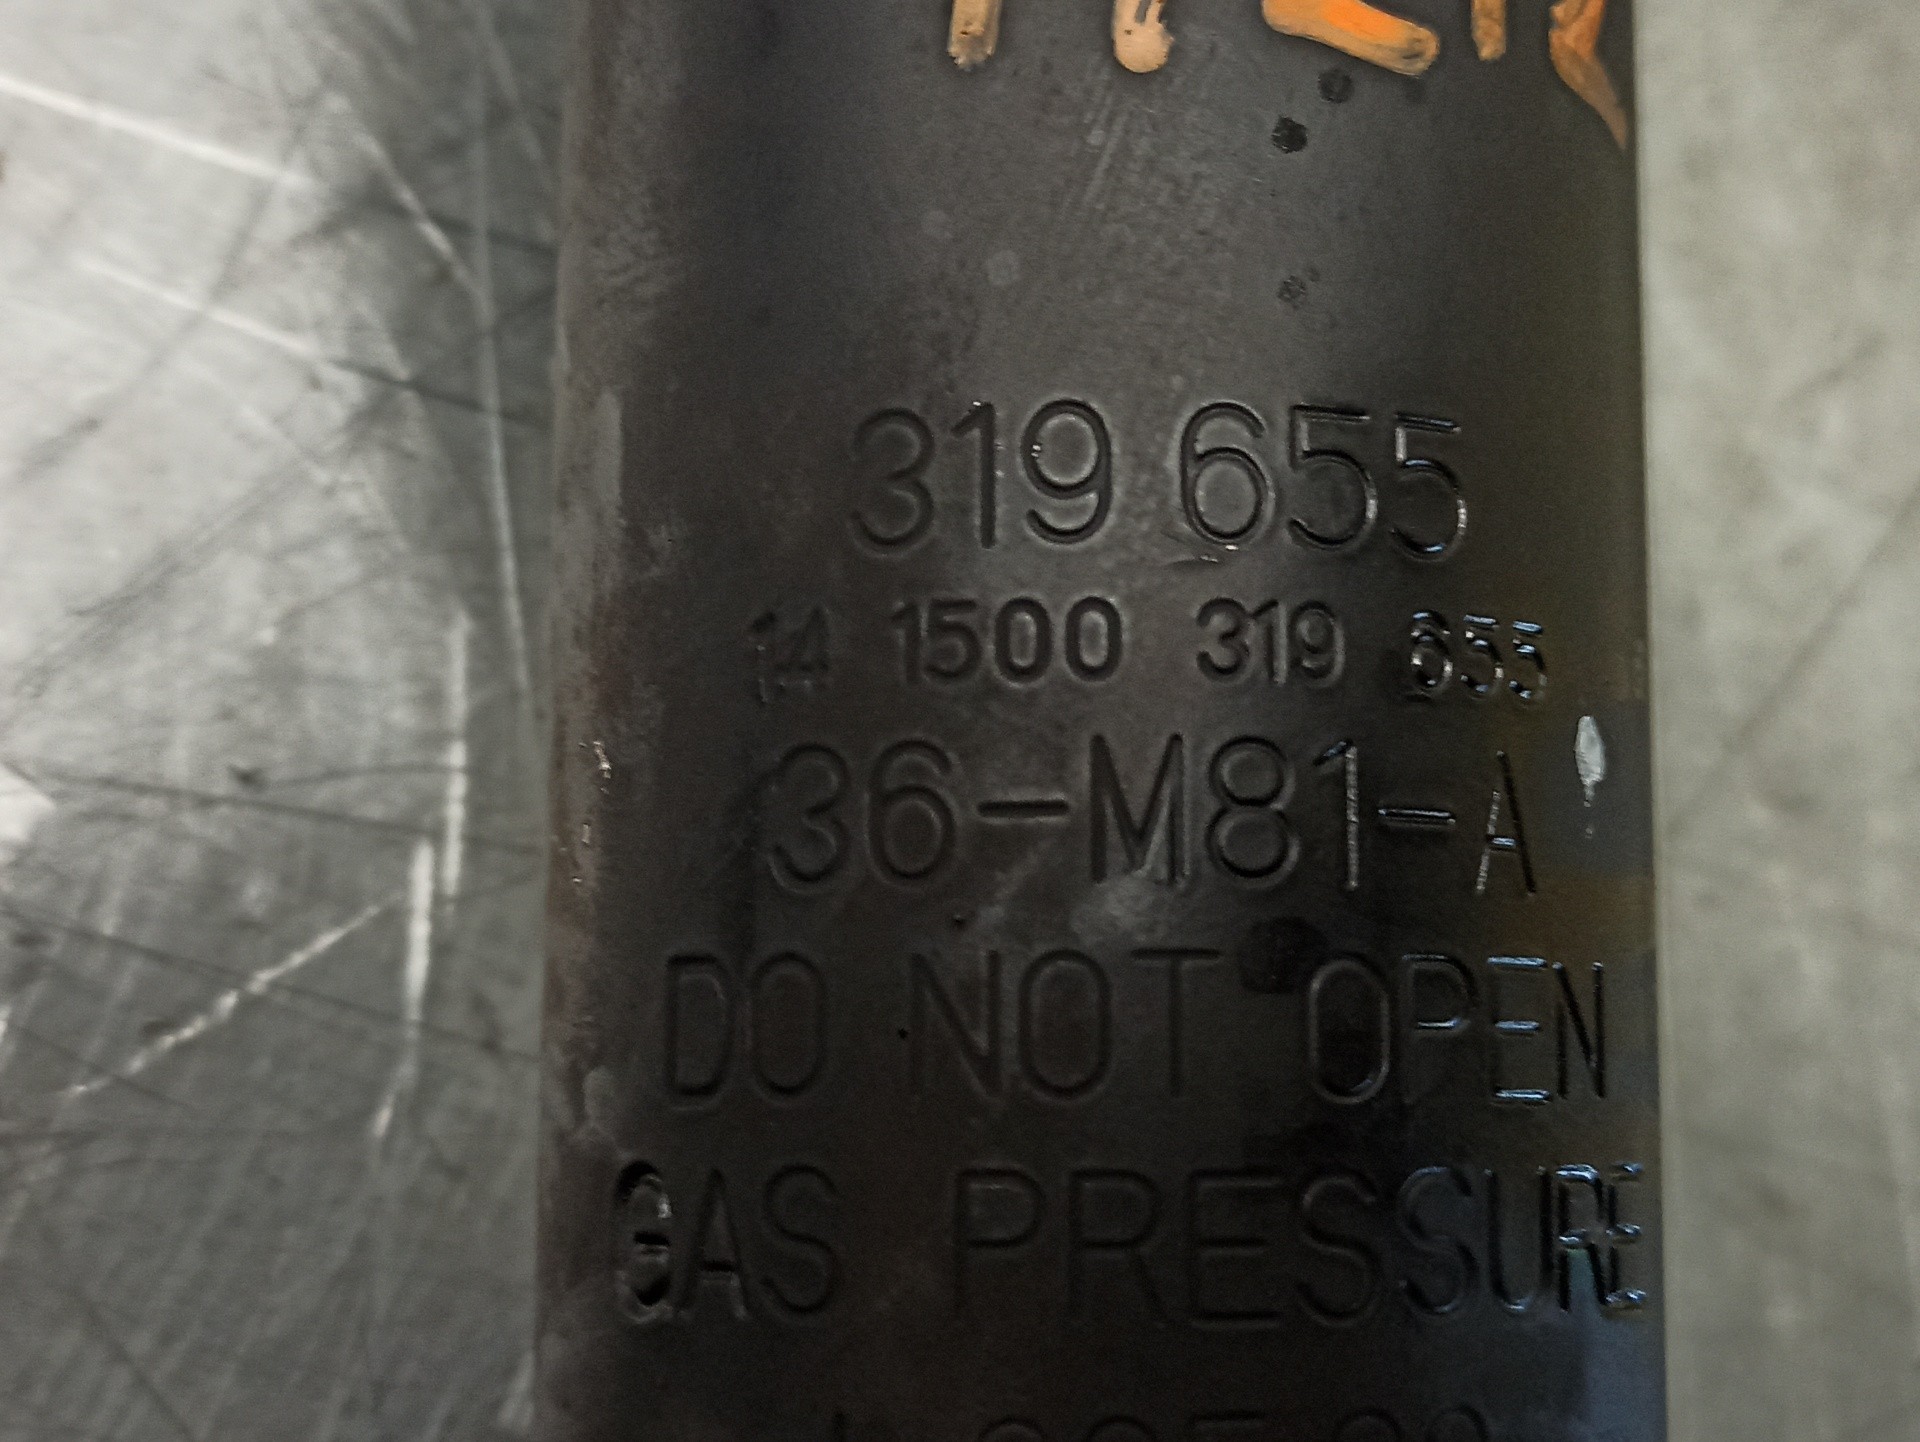 319 655
14 1500 319 655
36-M81-A
DO NOT OPEN
GAS PRESSURE